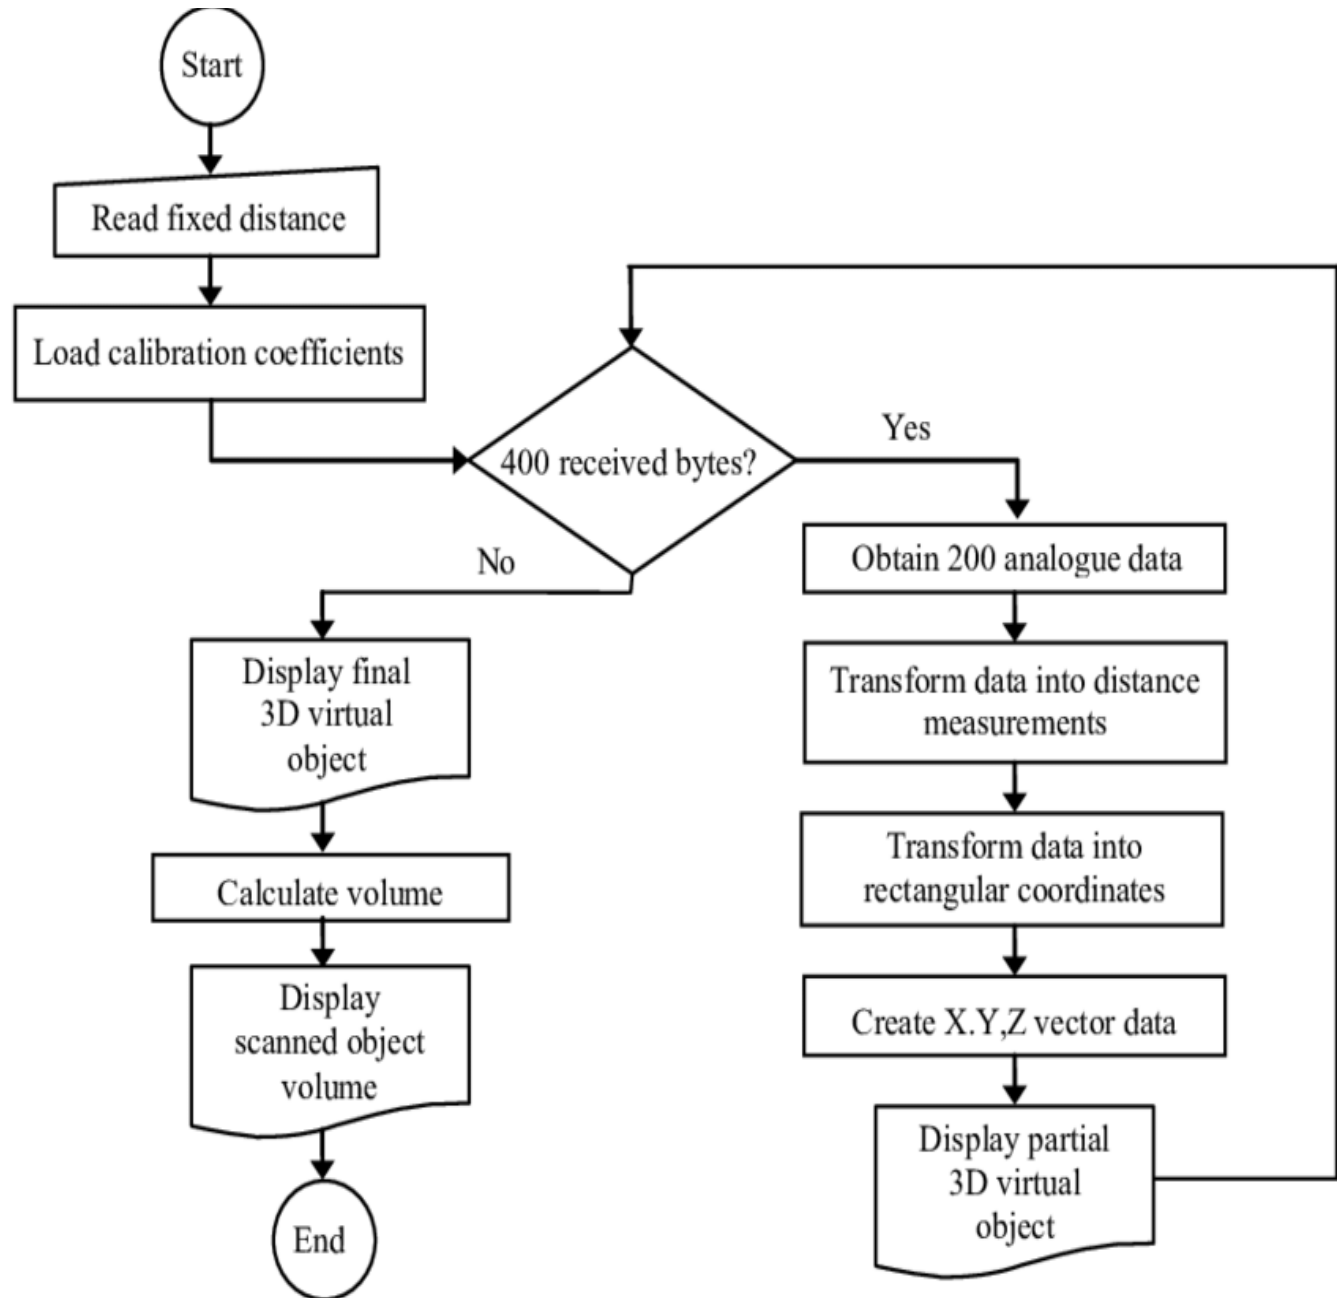 Start
Read fixed distance
Load calibration coefficients
400 received bytes?
Yes
No
Obtain 200 analogue data
Transform data into distance
measurements
Transform data into
rectangular coordinates
Create X.Y,Z vector data
Display partial
3D virtual
object
Display final
3D virtual
object
Calculate volume
Display
scanned object
volume
End